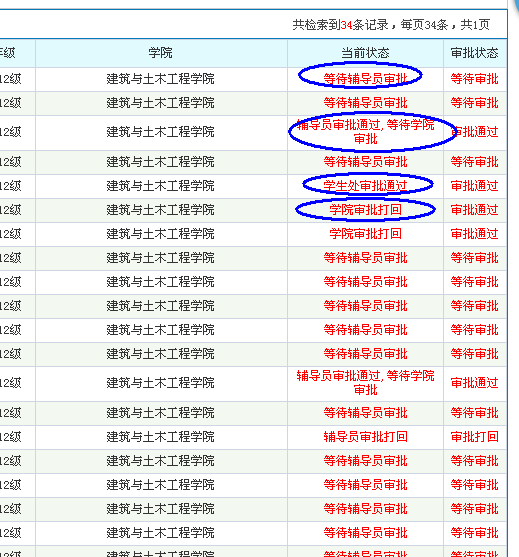 共检索到34条记录，每页34条，共1页
年级 学院 当前状态 审批状态
12级 建筑与土木工程学院 等待辅导员审批 等待审批
12级 建筑与土木工程学院 等待辅导员审批 等待审批
12级 建筑与土木工程学院 辅导员审批通过, 等待学院审批 审批通过
12级 建筑与土木工程学院 等待辅导员审批 等待审批
12级 建筑与土木工程学院 学生处审批通过 审批通过
12级 建筑与土木工程学院 学院审批打回 审批通过
12级 建筑与土木工程学院 学院审批打回 审批通过
12级 建筑与土木工程学院 等待辅导员审批 等待审批
12级 建筑与土木工程学院 等待辅导员审批 等待审批
12级 建筑与土木工程学院 等待辅导员审批 等待审批
12级 建筑与土木工程学院 等待辅导员审批 等待审批
12级 建筑与土木工程学院 等待辅导员审批 等待审批
12级 建筑与土木工程学院 辅导员审批通过, 等待学院审批 审批通过
12级 建筑与土木工程学院 等待辅导员审批 等待审批
12级 建筑与土木工程学院 辅导员审批打回 审批打回
12级 建筑与土木工程学院 等待辅导员审批 等待审批
12级 建筑与土木工程学院 等待辅导员审批 等待审批
12级 建筑与土木工程学院 等待辅导员审批 等待审批
12级 建筑与土木工程学院 等待辅导员审批 等待审批
12级 建筑与土木工程学院 等待辅导员审批 等待审批